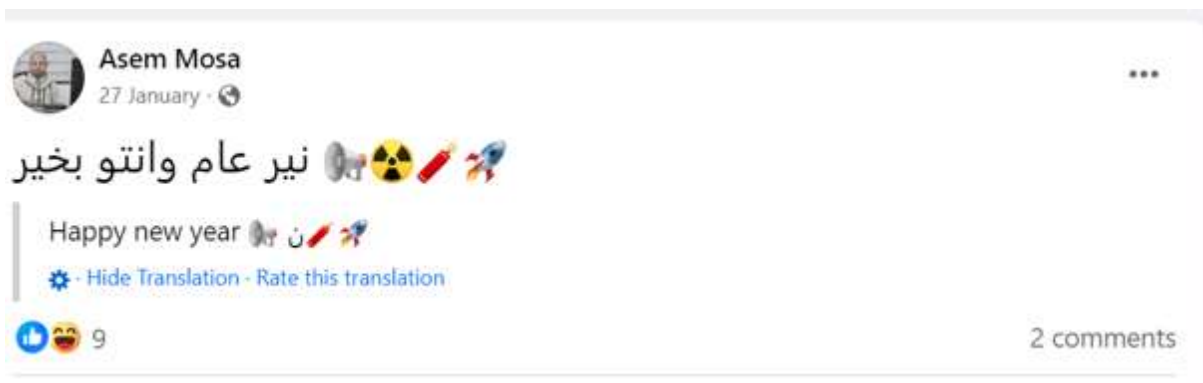 Asem Mosa
27 January ·
🚀🧨☢️📢 نير عام وانتو بخير
Happy new year 📢 ن🧨🚀
· Hide Translation · Rate this translation
9
2 comments